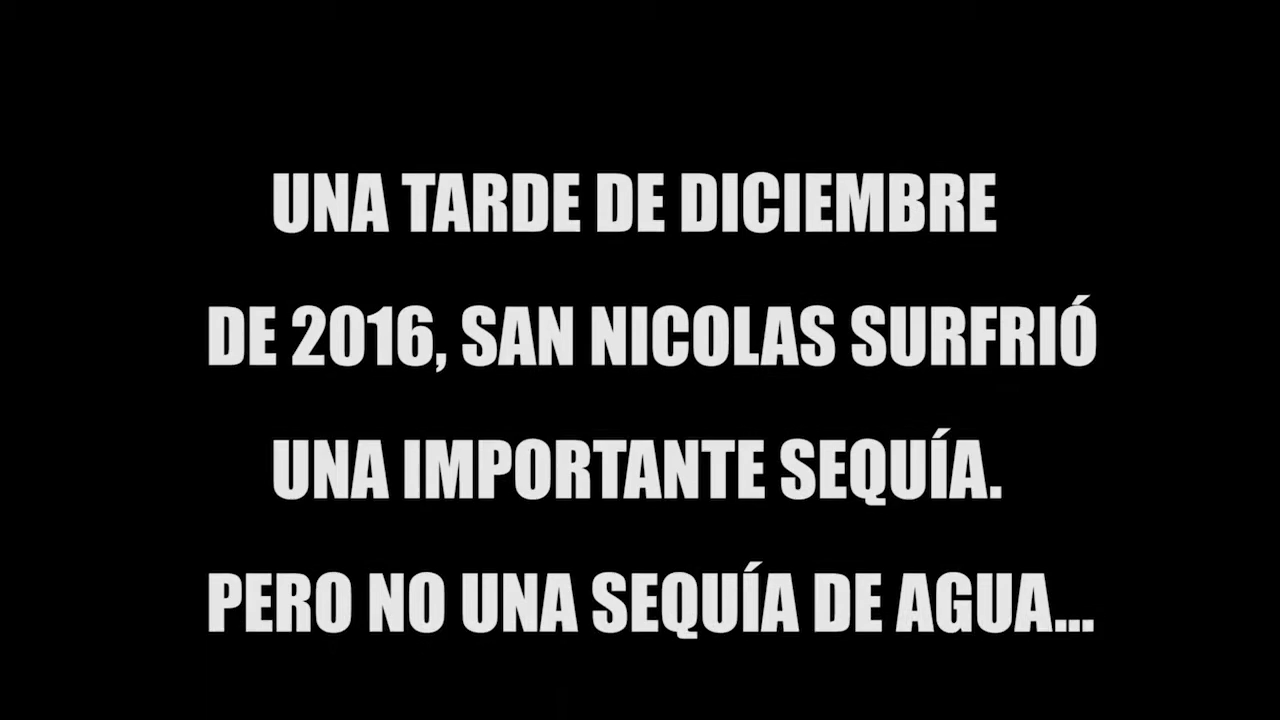 UNA TARDE DE DICIEMBRE
DE 2016, SAN NICOLAS SURFRIÓ
UNA IMPORTANTE SEQUÍA.
PERO NO UNA SEQUÍA DE AGUA...